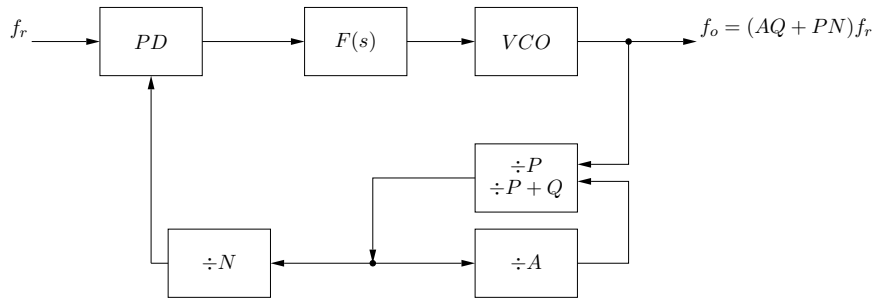 f_r
PD
F(s)
VCO
f_o = (AQ + PN)f_r
÷P
÷P + Q
÷N
÷A